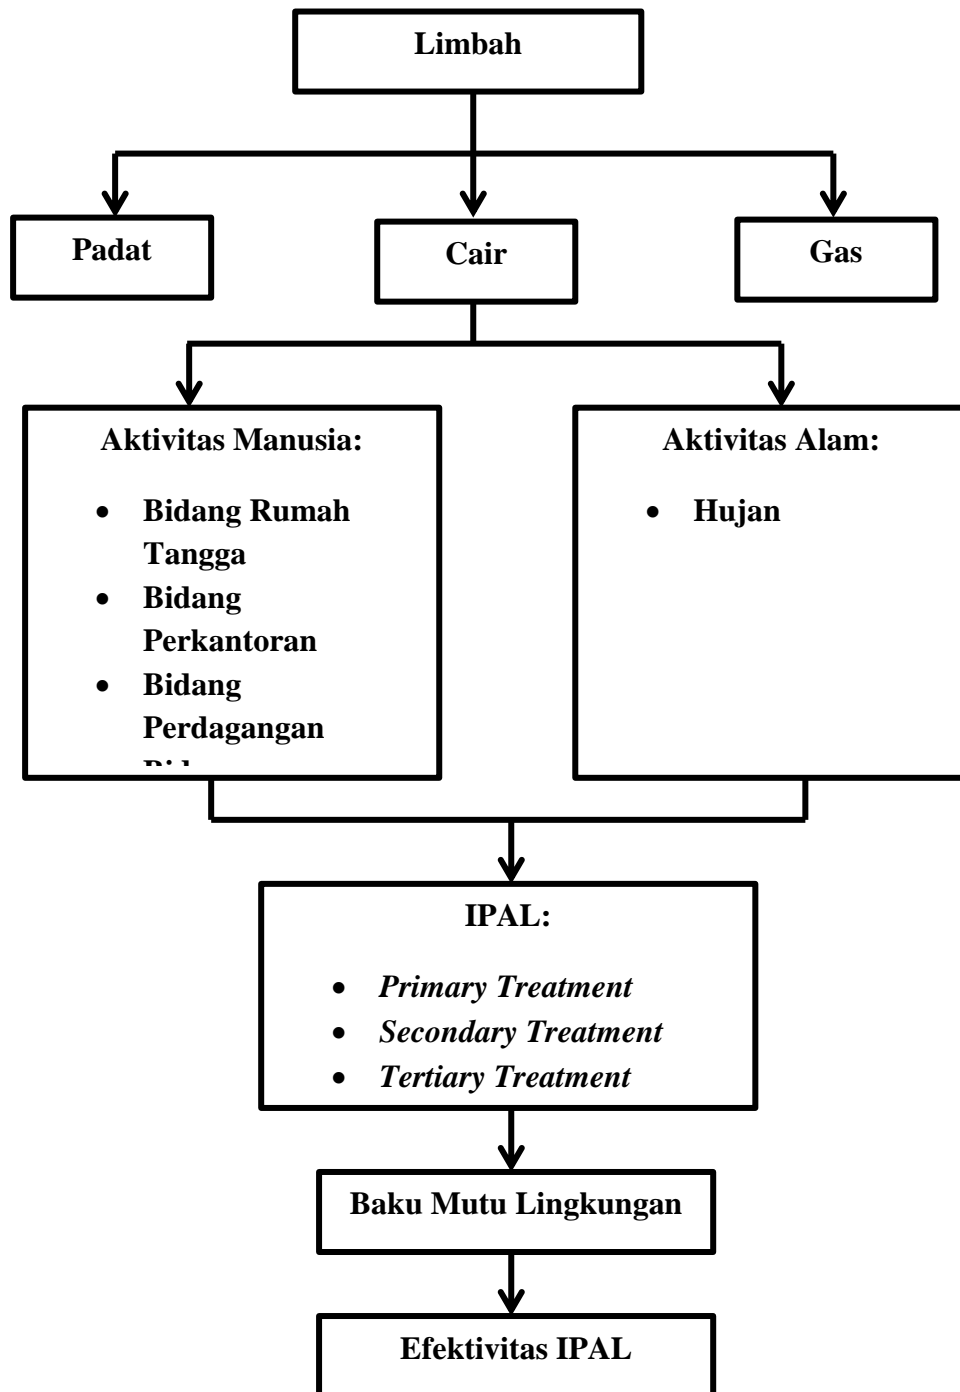 Limbah
Padat
Cair
Gas
Aktivitas Manusia:
• Bidang Rumah
Tangga
• Bidang
Perkantoran
• Bidang
Perdagangan
Aktivitas Alam:
• Hujan
IPAL:
• Primary Treatment
• Secondary Treatment
• Tertiary Treatment
Baku Mutu Lingkungan
Efektivitas IPAL